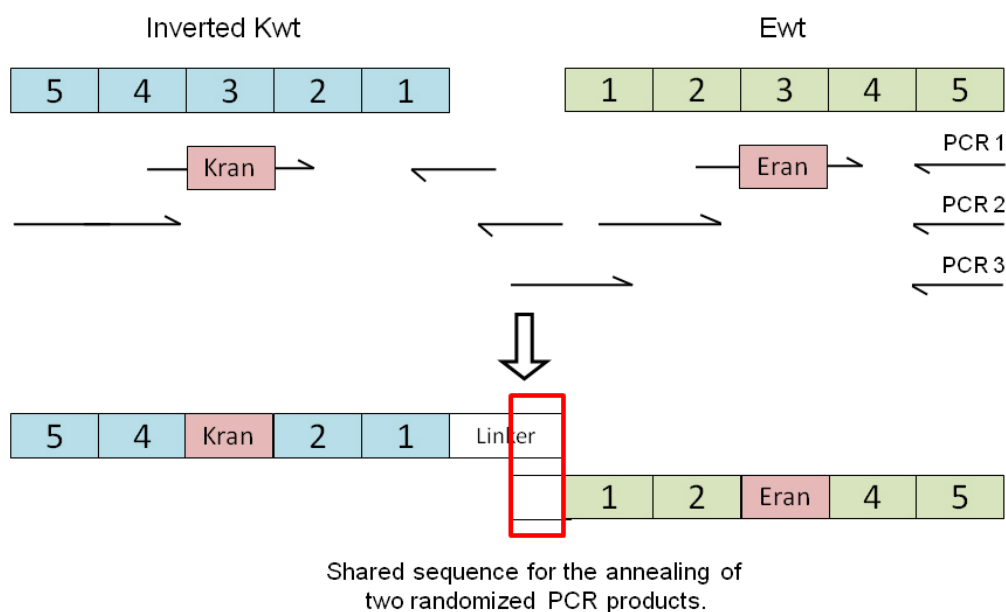 Inverted Kwt Ewt
5 4 3 2 1 1 2 3 4 5
PCR 1
Kran Eran
PCR 2
PCR 3
5 4 Kran 2 1 Linker
1 2 Eran 4 5
Shared sequence for the annealing of
two randomized PCR products.